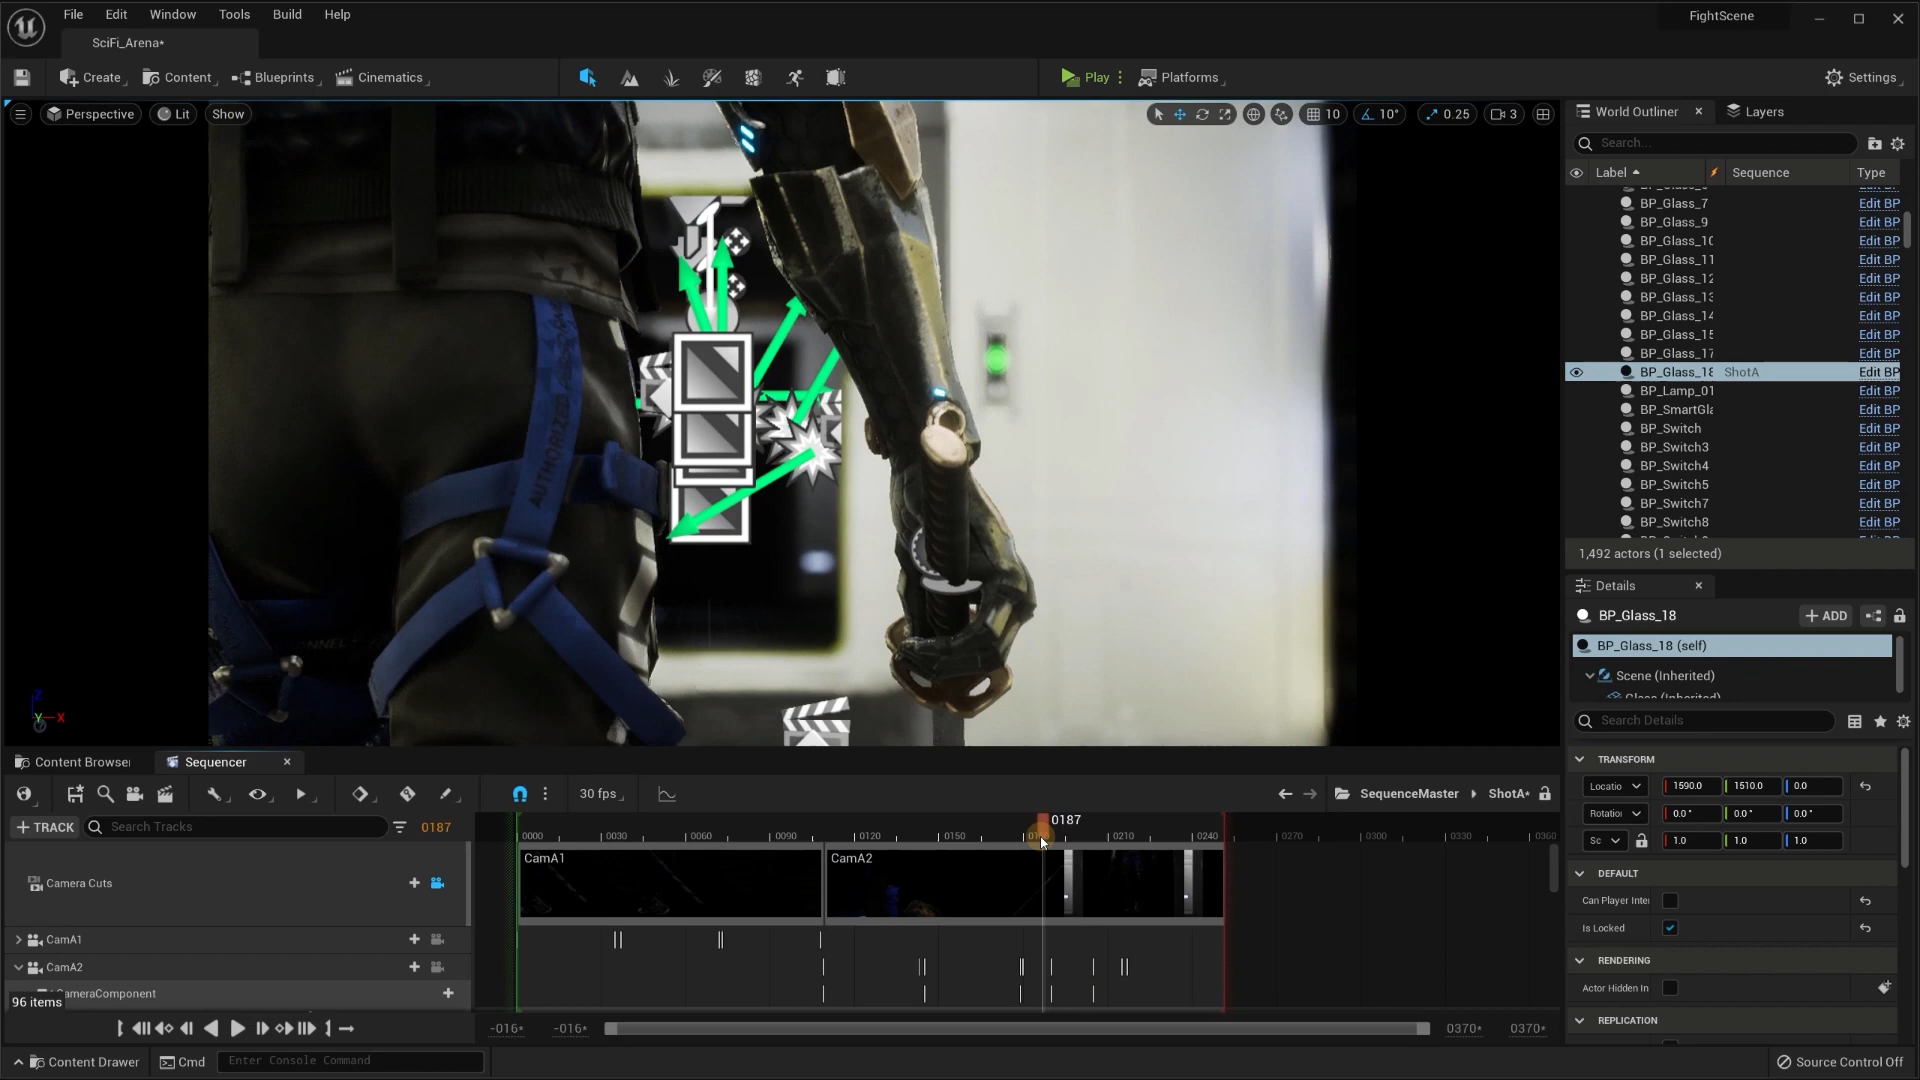 File Edit Window Tools Build Help
FightScene
SciFi_Arena*
Create Content Blueprints Cinematics
Play Platforms
Settings
Perspective Lit Show
10 10° 0.25 3
AUTHORIZED
World Outliner Layers
Search...
Label Sequence Type
BP_Glass_7 Edit BP
BP_Glass_9 Edit BP
BP_Glass_10 Edit BP
BP_Glass_11 Edit BP
BP_Glass_12 Edit BP
BP_Glass_13 Edit BP
BP_Glass_14 Edit BP
BP_Glass_15 Edit BP
BP_Glass_17 Edit BP
BP_Glass_18 ShotA Edit BP
BP_Lamp_01 Edit BP
BP_SmartGla Edit BP
BP_Switch Edit BP
BP_Switch3 Edit BP
BP_Switch4 Edit BP
BP_Switch5 Edit BP
BP_Switch7 Edit BP
BP_Switch8 Edit BP
1,492 actors (1 selected)
Details
BP_Glass_18
ADD
BP_Glass_18 (self)
Scene (Inherited)
Glass (Inherited)
Search Details
TRANSFORM
Locatio 1590.0 1510.0 0.0
Rotation 0.0° 0.0° 0.0°
Sc 1.0 1.0 1.0
DEFAULT
Can Player Inter
Is Locked
RENDERING
Actor Hidden In
REPLICATION
Content Browser Sequencer
30 fps
SequenceMaster ShotA*
TRACK Search Tracks 0187
0187
0000 0030 0060 0090 0120 0150 0210 0240 0270 0300 0330 0360
Camera Cuts
CamA1 CamA2
CamA1
CamA2
CameraComponent
96 items
-016* -016* 0370* 0370*
Content Drawer Cmd Enter Console Command
Source Control Off